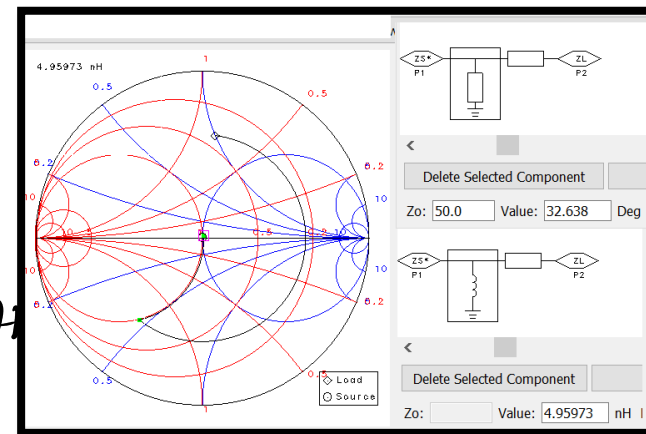 4.95973 nH
1
0.5
0.5
0.2
0.2
10
10
0.5
10
10
0.2
0.2
0.5
0.5
1
Load
Source
ZS*
P1
ZL
P2
<
Delete Selected Component
Zo: 50.0 Value: 32.638 Deg
ZS*
P1
ZL
P2
<
Delete Selected Component
Zo: Value: 4.95973 nH